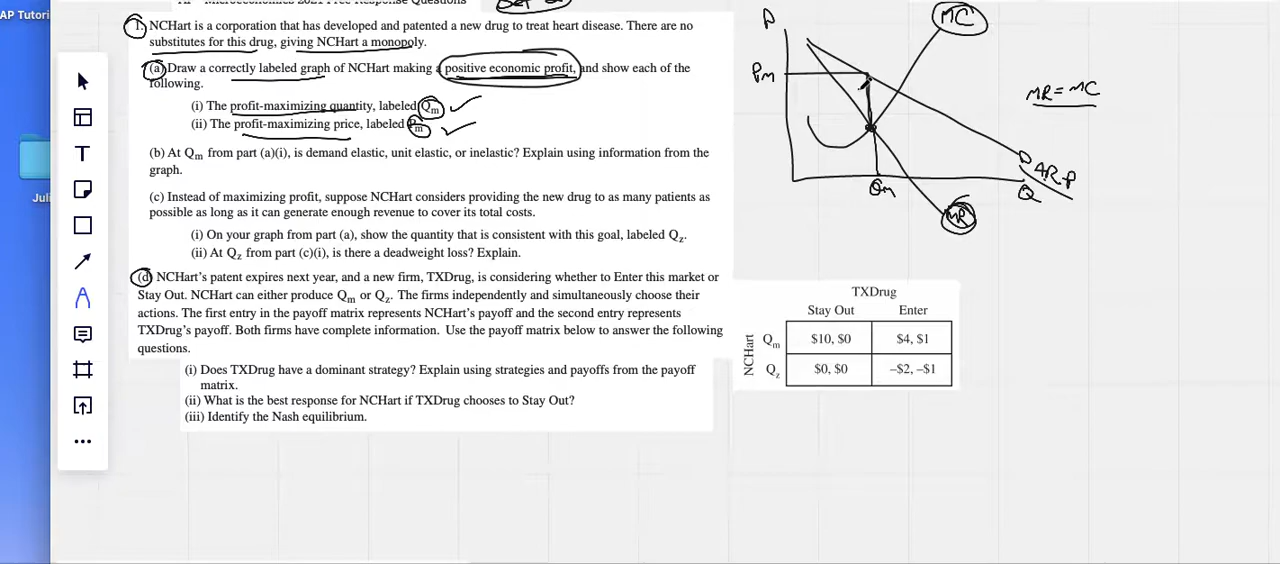 AP Tutori
AP Microeconomics 2021 Free Response Questions
1. NCHart is a corporation that has developed and patented a new drug to treat heart disease. There are no
substitutes for this drug, giving NCHart a monopoly.
(a) Draw a correctly labeled graph of NCHart making a positive economic profit, and show each of the
following.
(i) The profit-maximizing quantity, labeled Qm
(ii) The profit-maximizing price, labeled Pm
(b) At Qm from part (a)(i), is demand elastic, unit elastic, or inelastic? Explain using information from the
graph.
(c) Instead of maximizing profit, suppose NCHart considers providing the new drug to as many patients as
possible as long as it can generate enough revenue to cover its total costs.
(i) On your graph from part (a), show the quantity that is consistent with this goal, labeled Qz.
(ii) At Qz from part (c)(i), is there a deadweight loss? Explain.
(d) NCHart's patent expires next year, and a new firm, TXDrug, is considering whether to Enter this market or
Stay Out. NCHart can either produce Qm or Qz. The firms independently and simultaneously choose their
actions. The first entry in the payoff matrix represents NCHart's payoff and the second entry represents
TXDrug's payoff. Both firms have complete information. Use the payoff matrix below to answer the following
questions.
(i) Does TXDrug have a dominant strategy? Explain using strategies and payoffs from the payoff
matrix.
(ii) What is the best response for NCHart if TXDrug chooses to Stay Out?
(iii) Identify the Nash equilibrium.
Juli
T
P
MC
Pm
MR = MC
D
AR=P
Qm
Q
MR
TXDrug
Stay Out Enter
NCHart
Qm $10, $0 $4, $1
Qz $0, $0 –$2, –$1